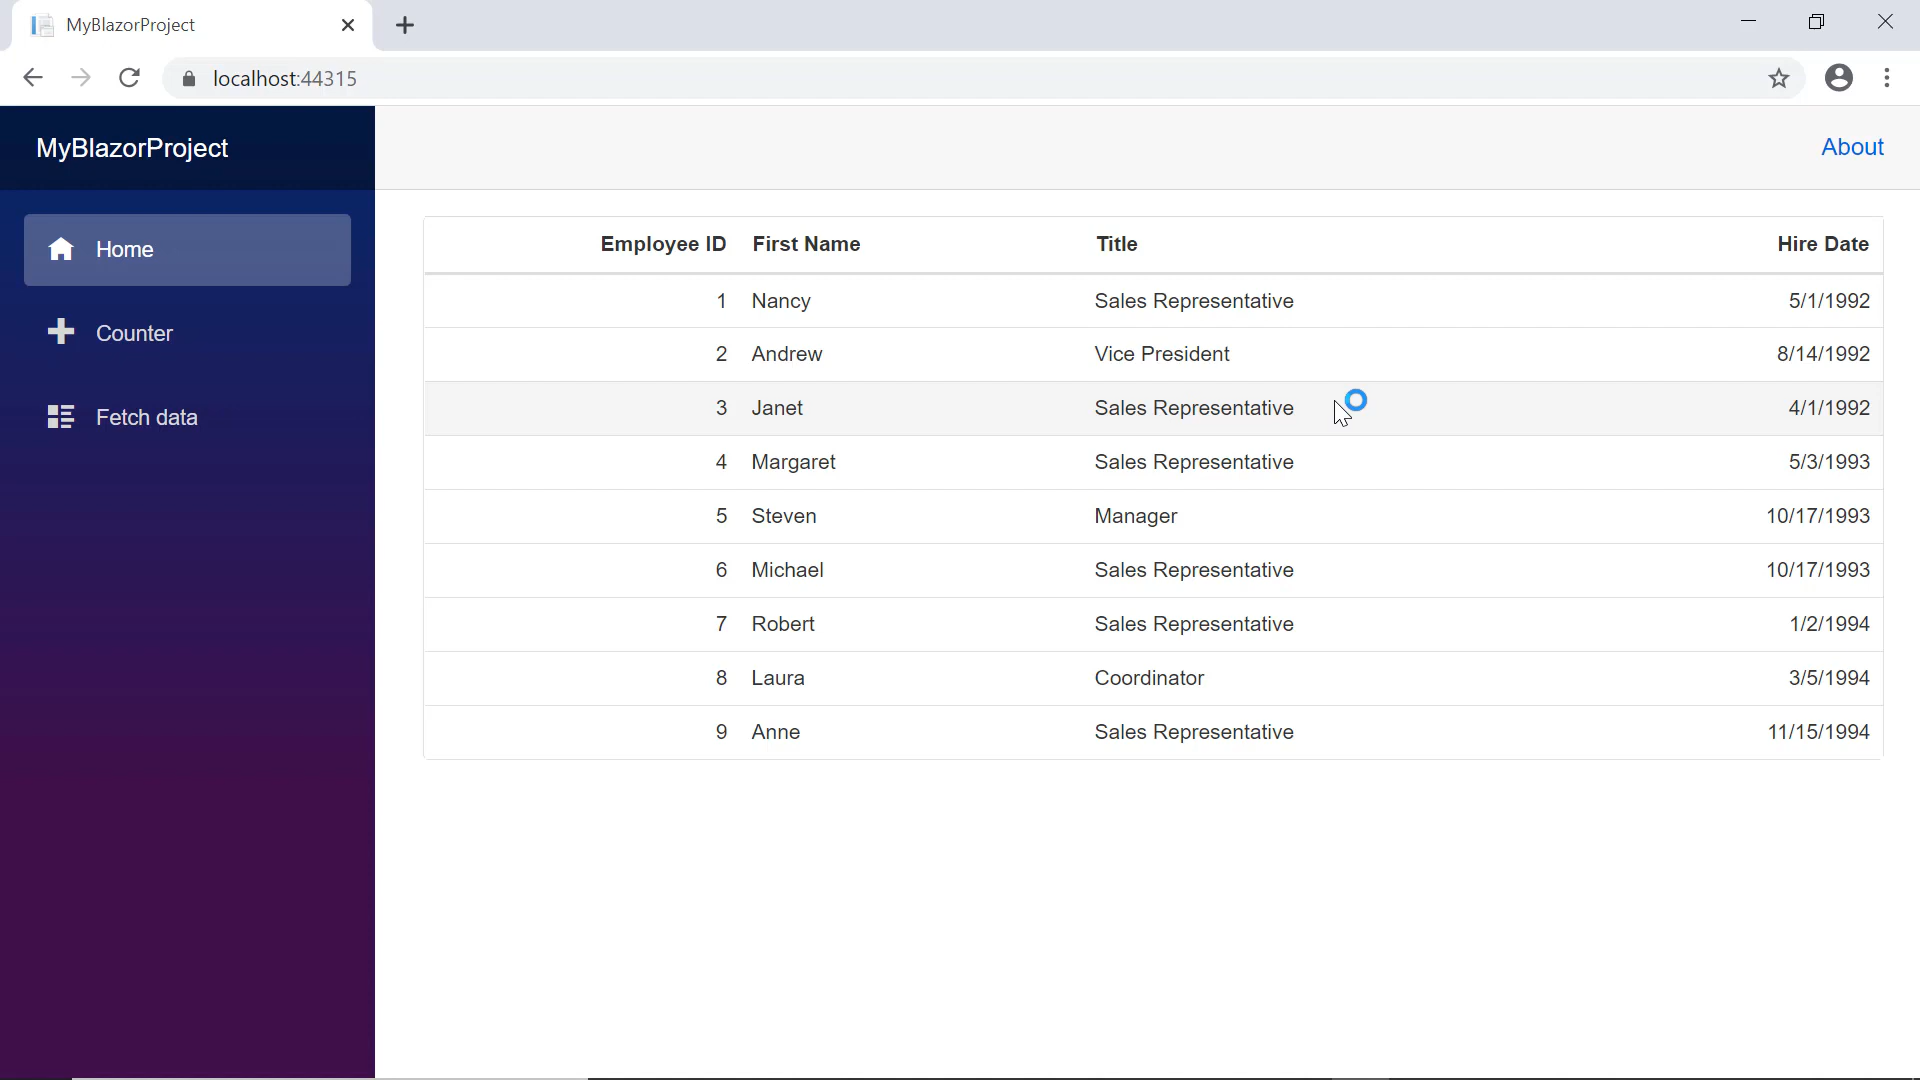 MyBlazorProject
localhost:44315
MyBlazorProject
About
Home
Counter
Fetch data
Employee ID First Name Title Hire Date
1 Nancy Sales Representative 5/1/1992
2 Andrew Vice President 8/14/1992
3 Janet Sales Representative 4/1/1992
4 Margaret Sales Representative 5/3/1993
5 Steven Manager 10/17/1993
6 Michael Sales Representative 10/17/1993
7 Robert Sales Representative 1/2/1994
8 Laura Coordinator 3/5/1994
9 Anne Sales Representative 11/15/1994